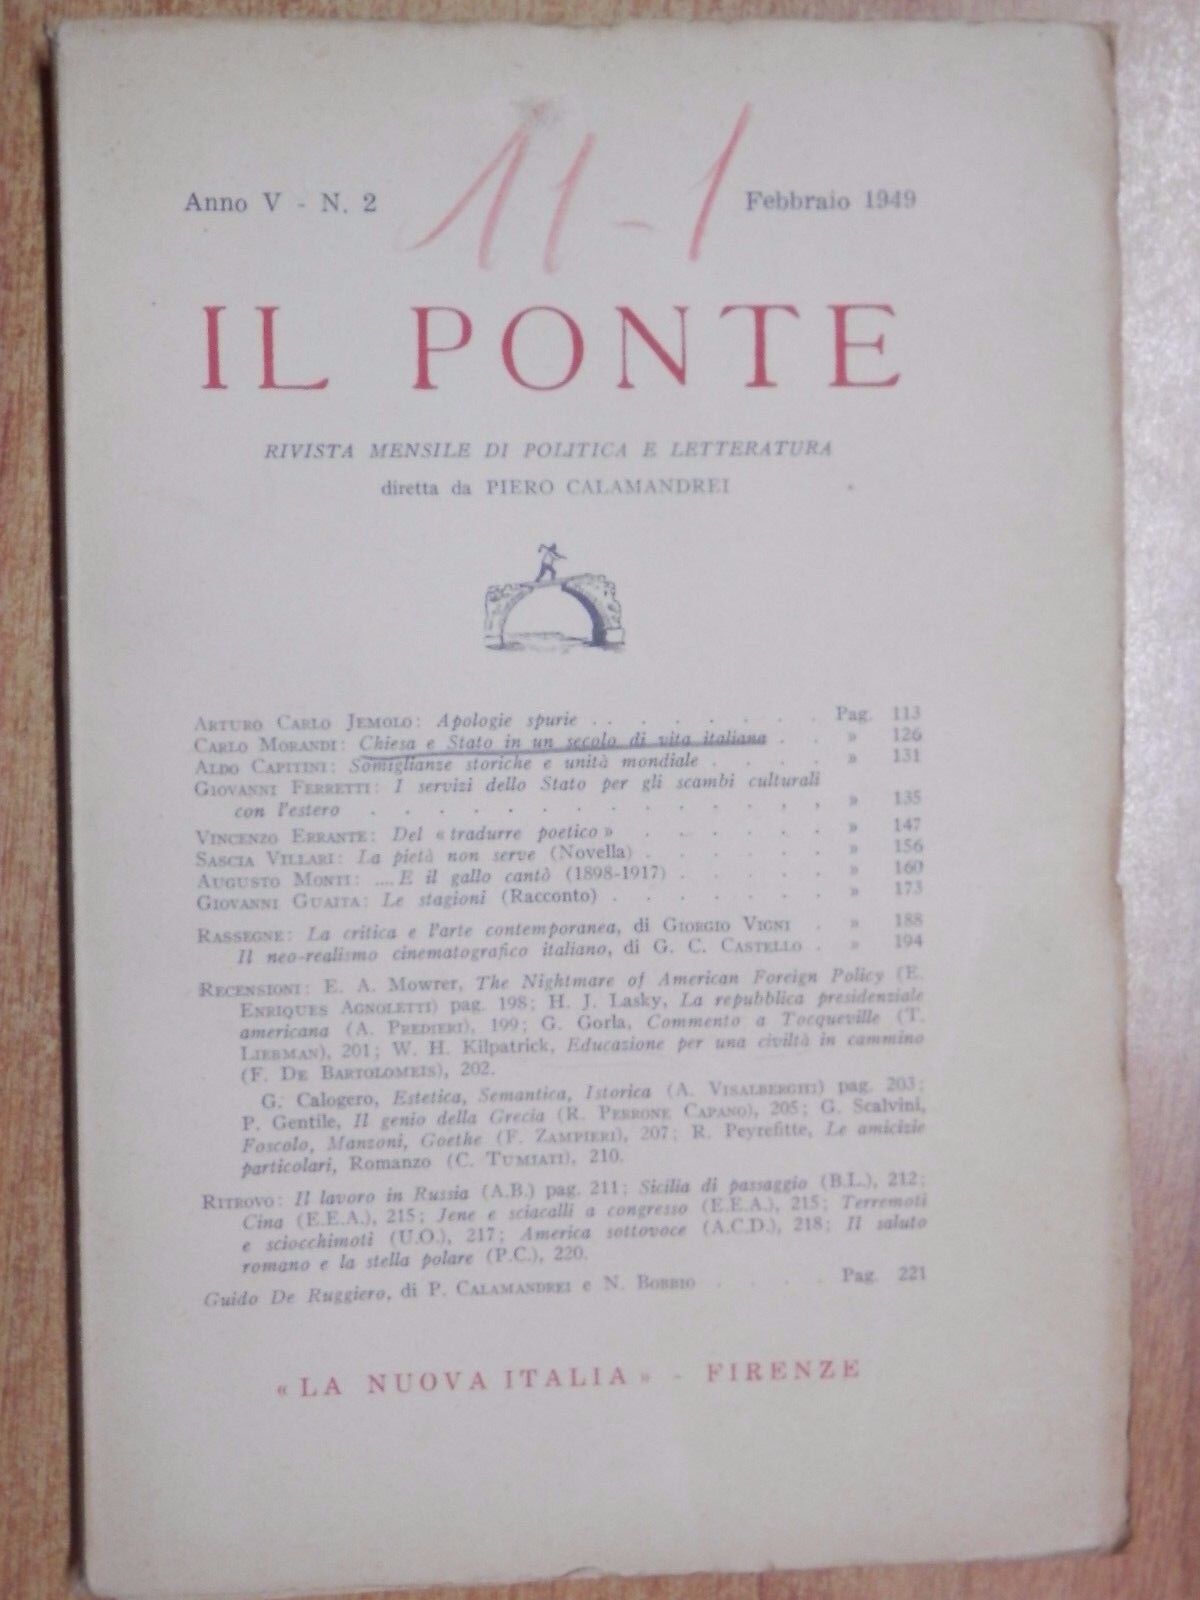 11-1
Anno V - N. 2 Febbraio 1949
IL PONTE
RIVISTA MENSILE DI POLITICA E LETTERATURA
diretta da PIERO CALAMANDREI
ARTURO CARLO JEMOLO: Apologie spurie . . . . . . . . Pag. 113
CARLO MORANDI: Chiesa e Stato in un secolo di vita italiana . . » 126
ALDO CAPITINI: Somiglianze storiche e unità mondiale . . . . » 131
GIOVANNI FERRETTI: I servizi dello Stato per gli scambi culturali
con l'estero . . . . . . . . . . . . , , » 135
VINCENZO ERRANTE: Del « tradurre poetico » . . . . . . » 147
SASCIA VILLARI: La pietà non serve (Novella) . . . . . . » 156
AUGUSTO MONTI: .... E il gallo cantò (1898-1917) . . . . . » 160
GIOVANNI GUAITA: Le stagioni (Racconto) . . . . . . . » 173
RASSEGNE: La critica e l'arte contemporanea, di GIORGIO VIGNI . » 188
Il neo-realismo cinematografico italiano, di G. C. CASTELLO . » 194
RECENSIONI: E. A. Mowrer, The Nightmare of American Foreign Policy (E.
ENRIQUES AGNOLETTI) pag. 198; H. J. Lasky, La repubblica presidenziale
americana (A. PREDIERI), 199; G. Gorla, Commento a Tocqueville (T.
LIEBMAN), 201; W. H. Kilpatrick, Educazione per una civiltà in cammino
(F. DE BARTOLOMEIS), 202.
G. Calogero, Estetica, Semantica, Istorica (A. VISALBERGHI) pag. 203;
P. Gentile, Il genio della Grecia (R. PERRONE CAPANO), 205; G. Scalvini,
Foscolo, Manzoni, Goethe (F. ZAMPIERI), 207; R. Peyrefitte, Le amicizie
particolari, Romanzo (C. TUMIATI), 210.
RITROVO: Il lavoro in Russia (A.B.) pag. 211; Sicilia di passaggio (B.L.), 212;
Cina (E.E.A.), 215; Jene e sciacalli a congresso (E.E.A.), 215; Terremoti
e sciocchimoti (U.O.), 217; America sottovoce (A.C.D.), 218; Il saluto
romano e la stella polare (P.C.), 220.
Guido De Ruggiero, di P. CALAMANDREI e N. BOBBIO . . . . Pag. 221
« LA NUOVA ITALIA » - FIRENZE